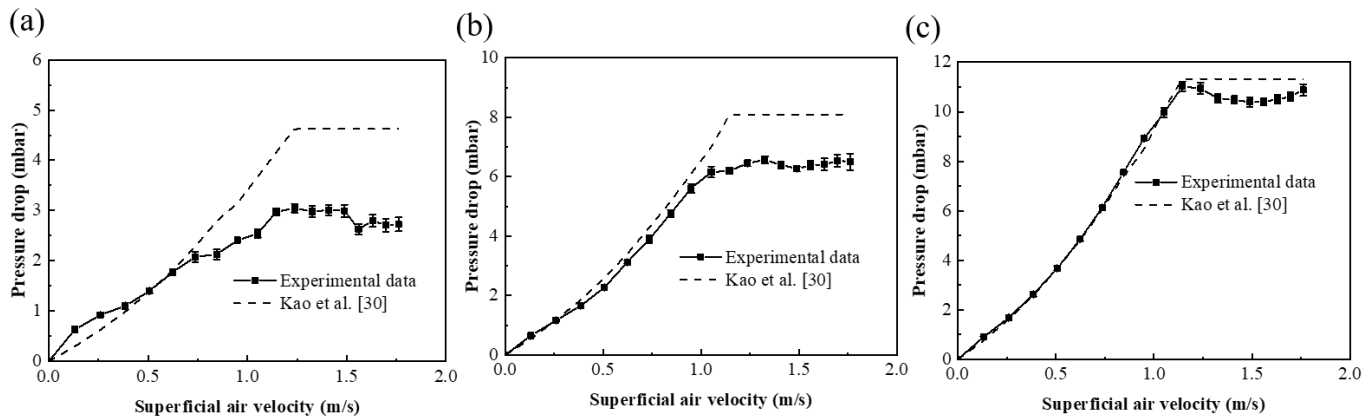 (a)
6
5
4
3
2
1
0
Pressure drop (mbar)
Experimental data
Kao et al. [30]
0.0 0.5 1.0 1.5 2.0
Superficial air velocity (m/s)
(b)
10
8
6
4
2
0
Pressure drop (mbar)
Experimental data
Kao et al. [30]
0.0 0.5 1.0 1.5 2.0
Superficial air velocity (m/s)
(c)
12
10
8
6
4
2
0
Pressure drop (mbar)
Experimental data
Kao et al. [30]
0.0 0.5 1.0 1.5 2.0
Superficial air velocity (m/s)